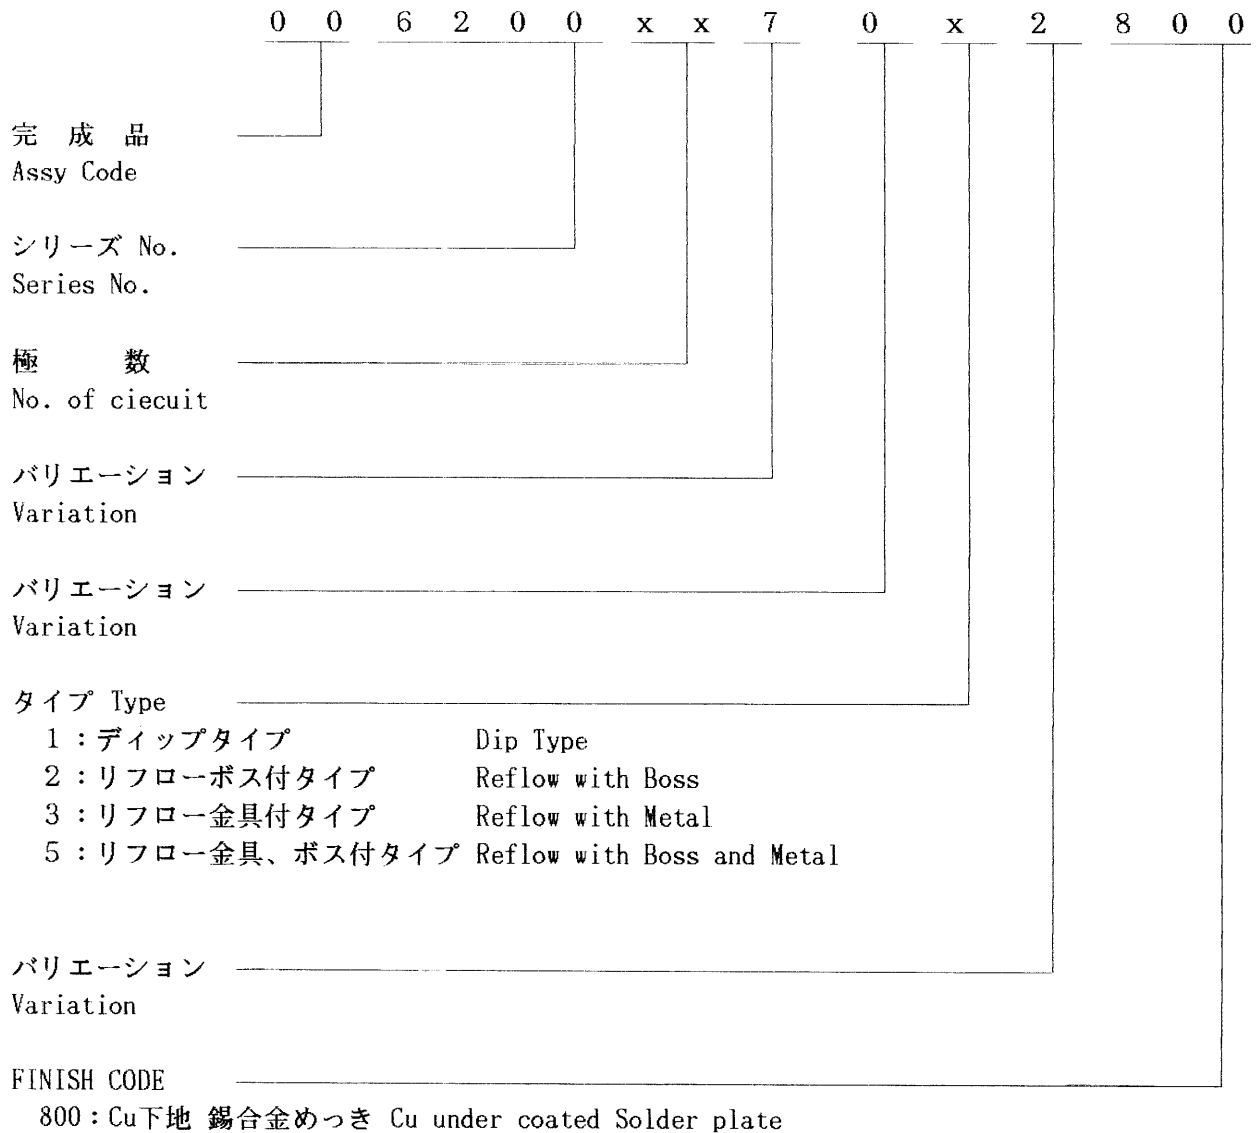 0 0 6 2 0 0 x x 7 0 x 2 8 0 0
完成品
Assy Code
シリーズ No.
Series No.
極数
No. of ciecuit
バリエーション
Variation
バリエーション
Variation
タイプ Type
1：ディップタイプ Dip Type
2：リフローボス付タイプ Reflow with Boss
3：リフロー金具付タイプ Reflow with Metal
5：リフロー金具、ボス付タイプ Reflow with Boss and Metal
バリエーション
Variation
FINISH CODE
800：Cu下地 錫合金めっき Cu under coated Solder plate